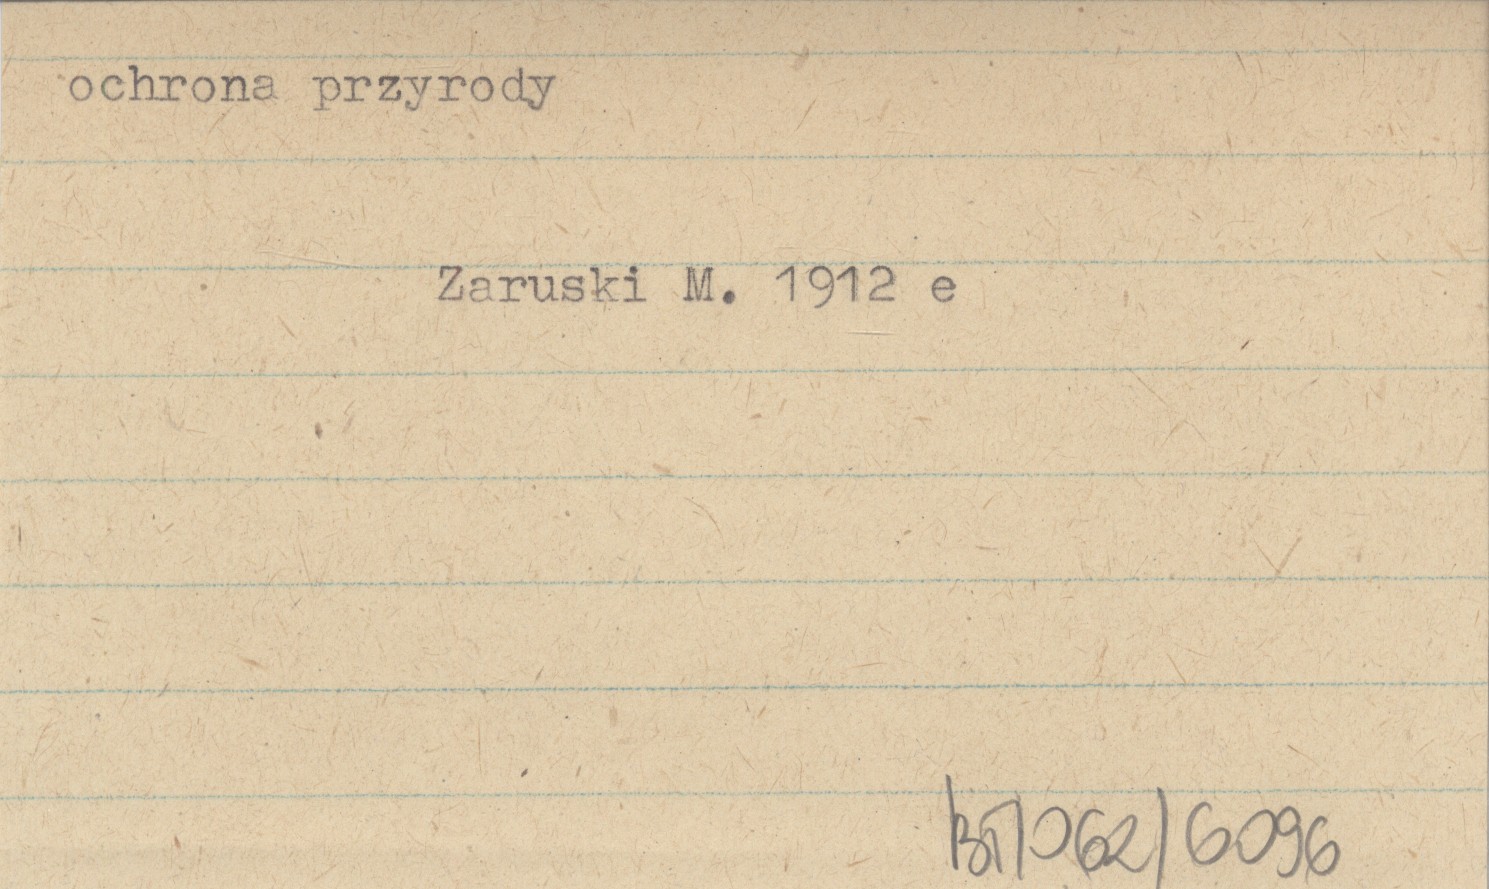 ochrona przyrody
Zaruski M. 1912 e
BT/062/6096